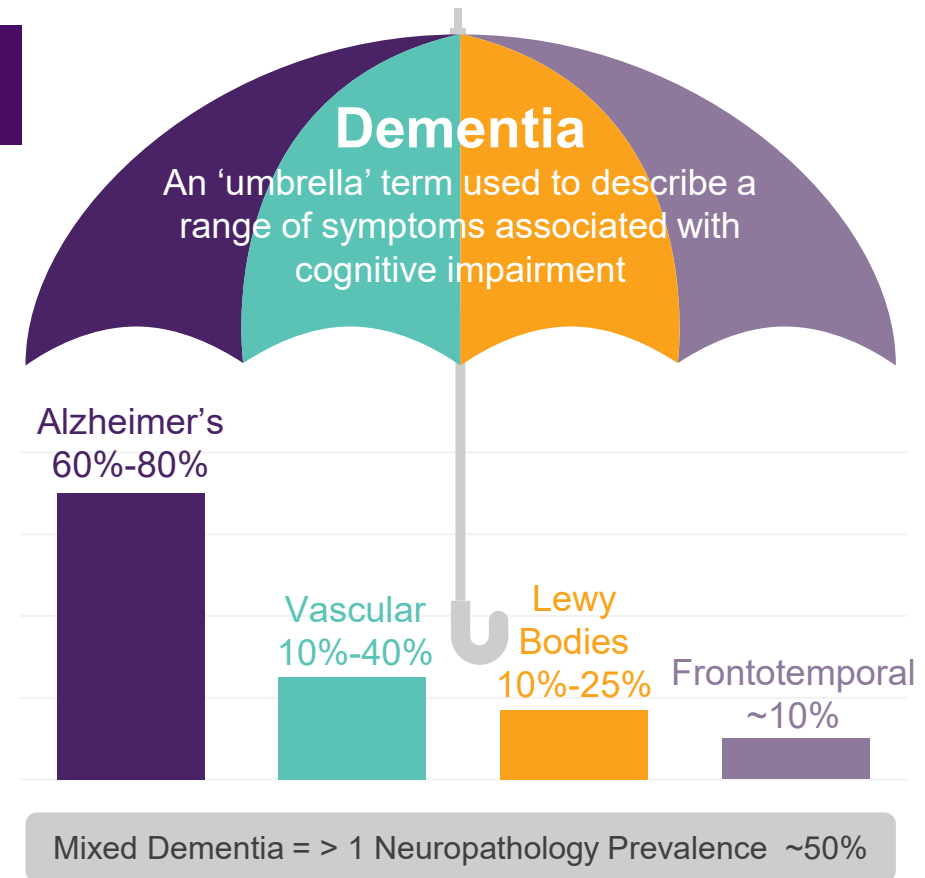 Dementia
An ‘umbrella’ term used to describe a
range of symptoms associated with
cognitive impairment
Alzheimer’s
60%-80%
Vascular
10%-40%
Lewy
Bodies
10%-25%
Frontotemporal
~10%
Mixed Dementia = > 1 Neuropathology Prevalence ~50%